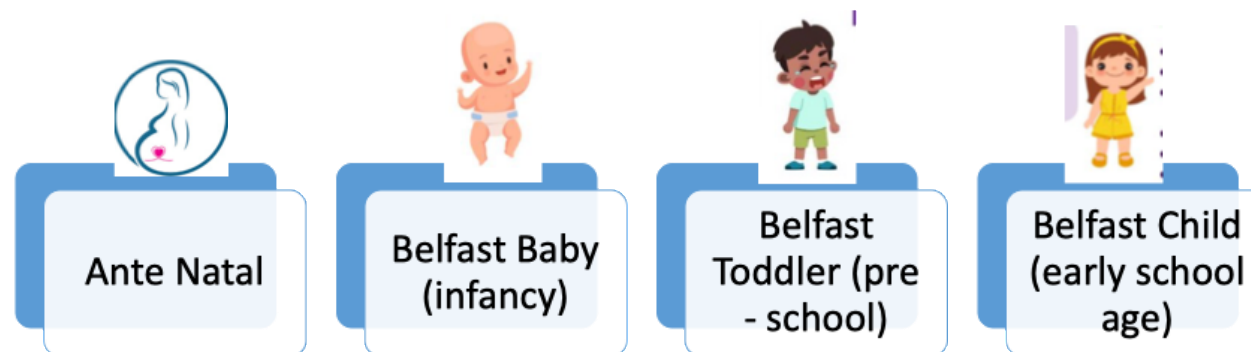 Ante Natal
Belfast Baby
(infancy)
Belfast
Toddler (pre
- school)
Belfast Child
(early school
age)